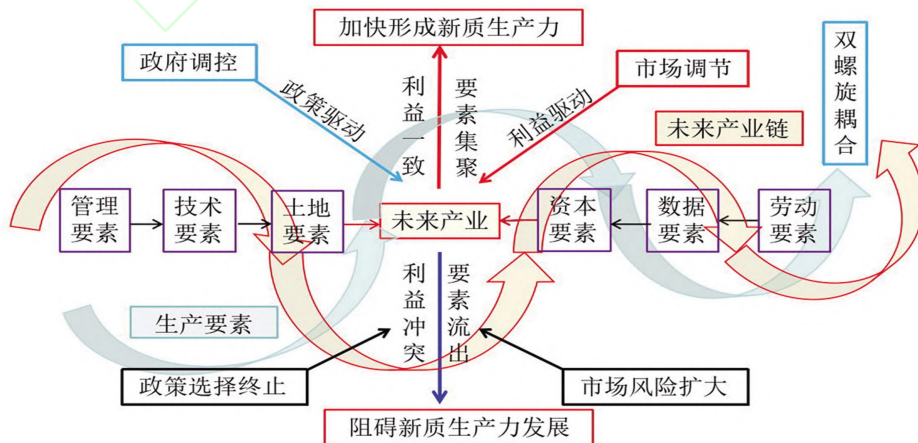 加快形成新质生产力
政府调控
市场调节
双螺旋耦合
政策驱动
利益一致
要素集聚
利益驱动
未来产业链
管理要素
技术要素
土地要素
未来产业
资本要素
数据要素
劳动要素
生产要素
利益冲突
要素流出
政策选择终止
市场风险扩大
阻碍新质生产力发展